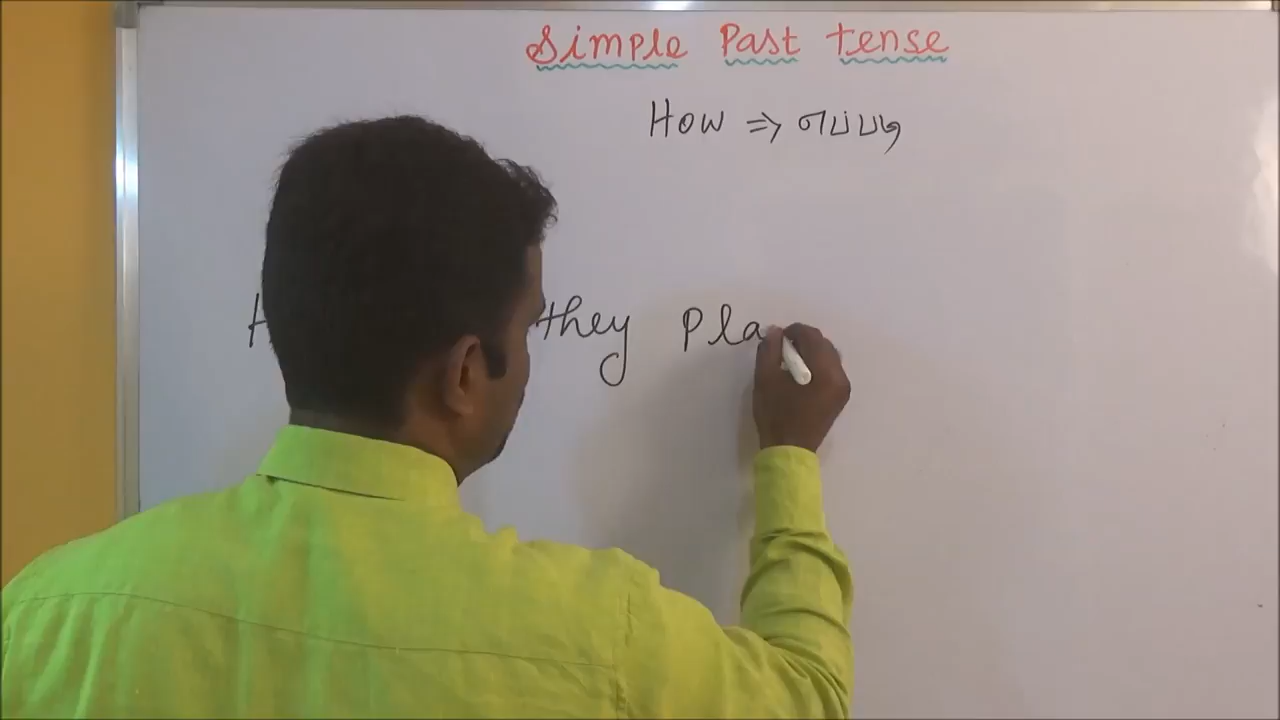 Simple Past tense
How ⇒ எப்படி
they Pla